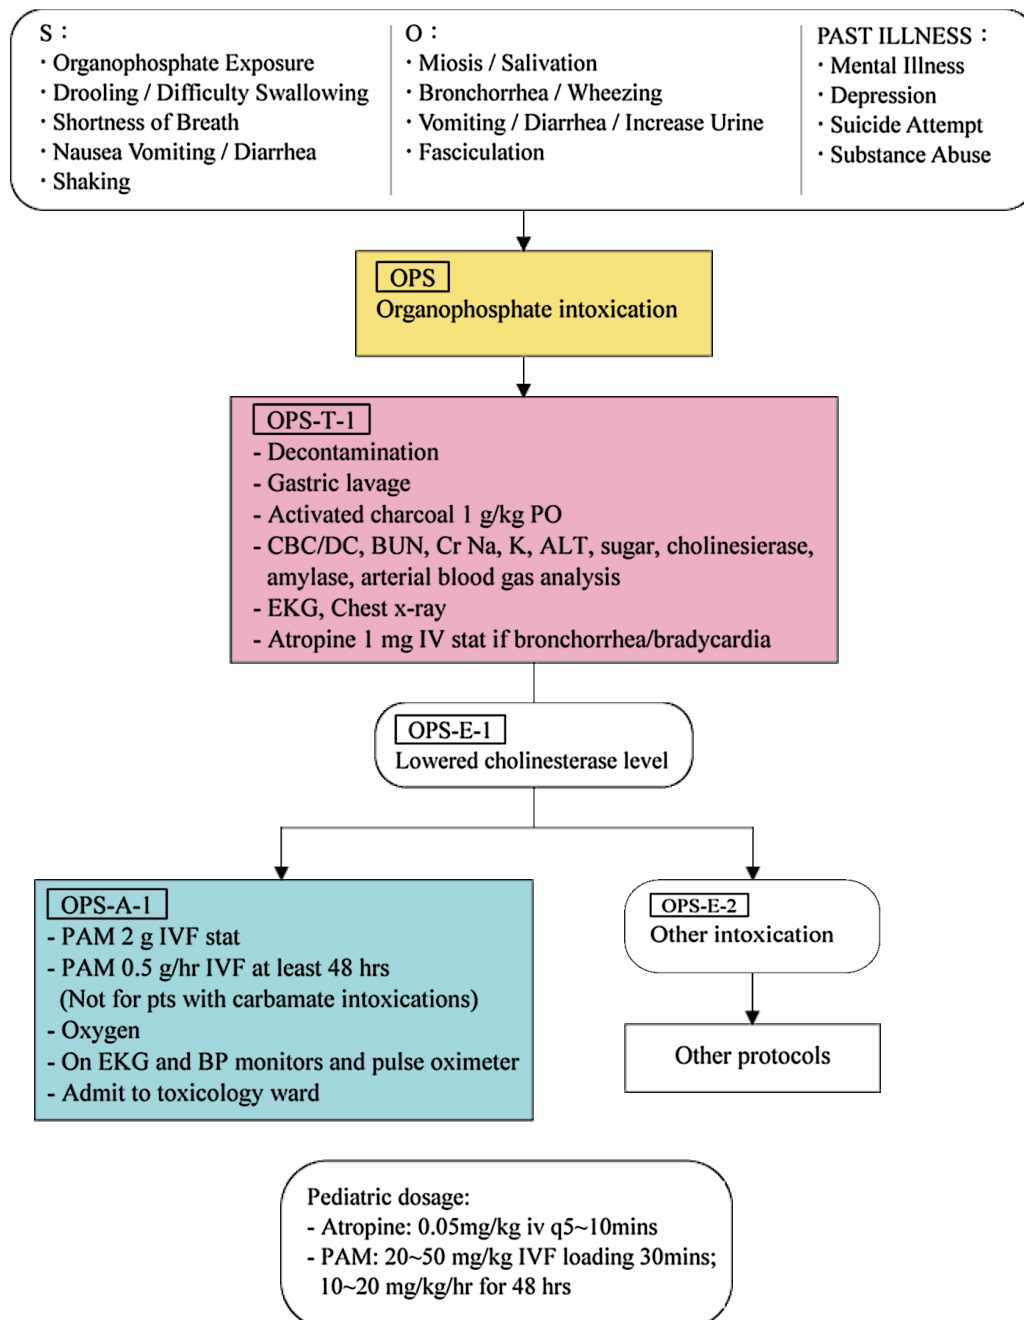 S：
· Organophosphate Exposure
· Drooling / Difficulty Swallowing
· Shortness of Breath
· Nausea Vomiting / Diarrhea
· Shaking
O：
· Miosis / Salivation
· Bronchorrhea / Wheezing
· Vomiting / Diarrhea / Increase Urine
· Fasciculation
PAST ILLNESS：
· Mental Illness
· Depression
· Suicide Attempt
· Substance Abuse
OPS
Organophosphate intoxication
OPS-T-1
- Decontamination
- Gastric lavage
- Activated charcoal 1 g/kg PO
- CBC/DC, BUN, Cr Na, K, ALT, sugar, cholinesierase,
amylase, arterial blood gas analysis
- EKG, Chest x-ray
- Atropine 1 mg IV stat if bronchorrhea/bradycardia
OPS-E-1
Lowered cholinesterase level
OPS-A-1
- PAM 2 g IVF stat
- PAM 0.5 g/hr IVF at least 48 hrs
(Not for pts with carbamate intoxications)
- Oxygen
- On EKG and BP monitors and pulse oximeter
- Admit to toxicology ward
OPS-E-2
Other intoxication
Other protocols
Pediatric dosage:
- Atropine: 0.05mg/kg iv q5~10mins
- PAM: 20~50 mg/kg IVF loading 30mins;
10~20 mg/kg/hr for 48 hrs